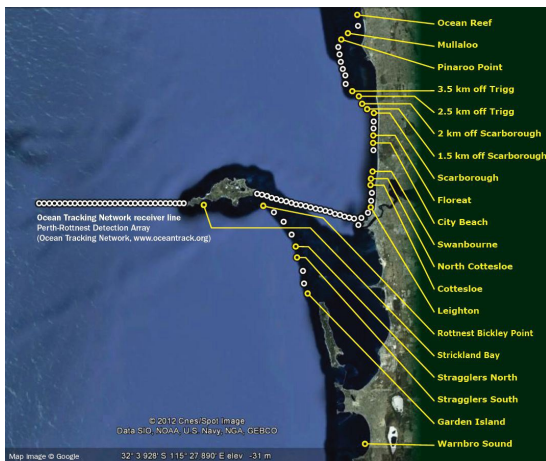 Ocean Reef
Mullaloo
Pinaroo Point
3.5 km off Trigg
2.5 km off Trigg
2 km off Scarborough
1.5 km off Scarborough
Scarborough
Floreat
City Beach
Swanbourne
North Cottesloe
Cottesloe
Leighton
Rottnest Bickley Point
Strickland Bay
Stragglers North
Stragglers South
Garden Island
Warnbro Sound
Ocean Tracking Network receiver line
Perth-Rottnest Detection Array
(Ocean Tracking Network, www.oceantrack.org)
© 2012 Cnes/Spot Image
Data SIO, NOAA, U.S. Navy, NGA, GEBCO
Map Image © Google
32° 3'928' S 115° 27'890' E elev -31 m